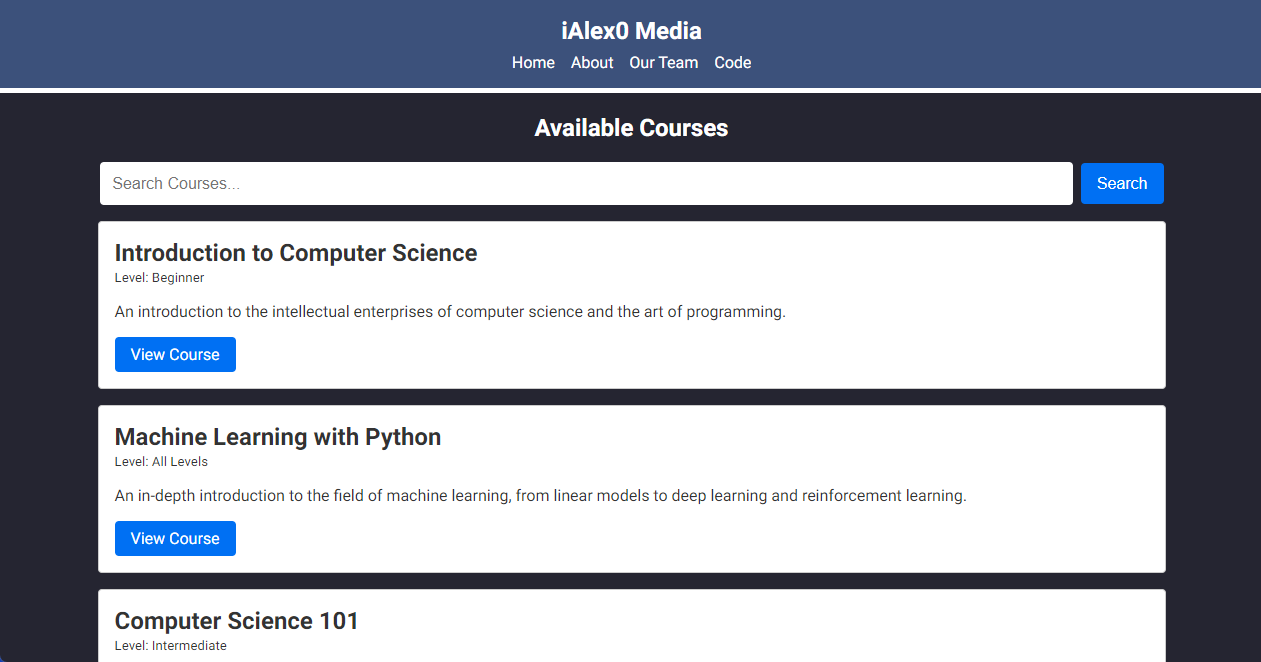 iAlex0 Media
Home About Our Team Code
Available Courses
Search Courses... Search
Introduction to Computer Science
Level: Beginner
An introduction to the intellectual enterprises of computer science and the art of programming.
View Course
Machine Learning with Python
Level: All Levels
An in-depth introduction to the field of machine learning, from linear models to deep learning and reinforcement learning.
View Course
Computer Science 101
Level: Intermediate